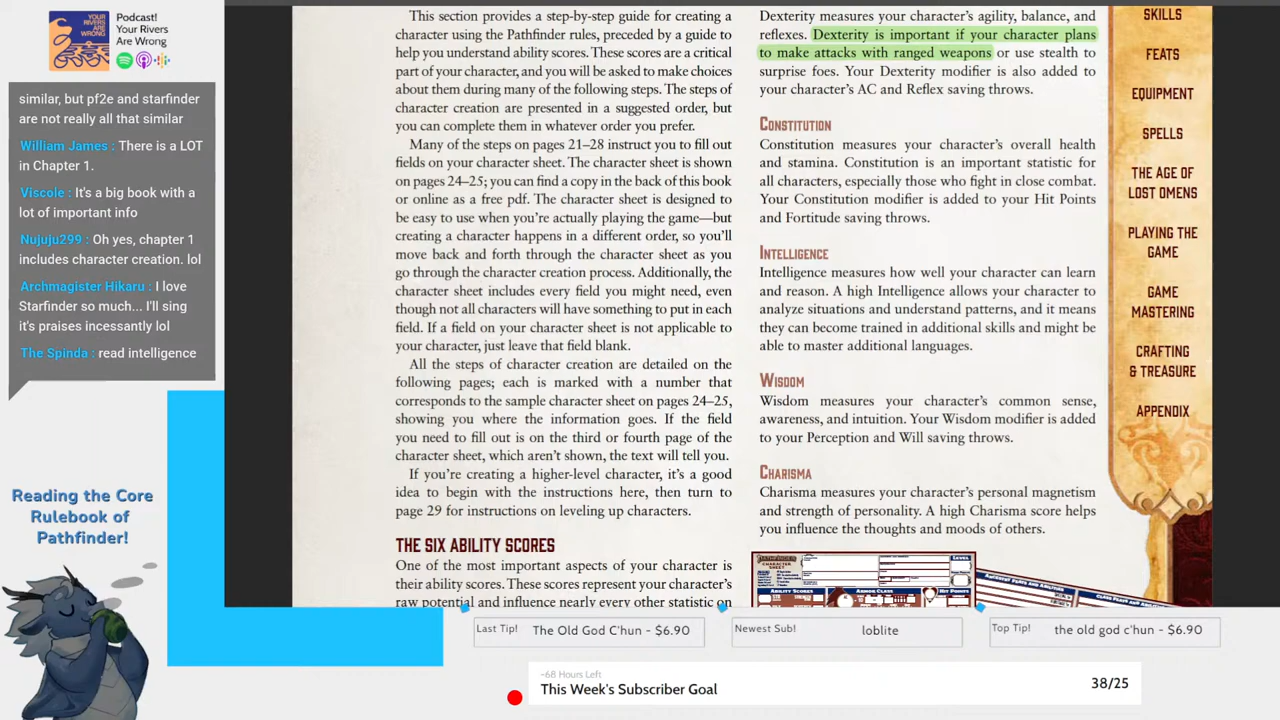 YOUR
RIVERS
ARE
WRONG
Podcast!
Your Rivers
Are Wrong
similar, but pf2e and starfinder
are not really all that similar
William James : There is a LOT
in Chapter 1.
Viscole : It's a big book with a
lot of important info
Nujuju299 : Oh yes, chapter 1
includes character creation. lol
Archmagister Hikaru : I love
Starfinder so much... I'll sing
it's praises incessantly lol
The Spinda : read intelligence
Reading the Core
Rulebook of
Pathfinder!
This section provides a step-by-step guide for creating a
character using the Pathfinder rules, preceded by a guide to
help you understand ability scores. These scores are a critical
part of your character, and you will be asked to make choices
about them during many of the following steps. The steps of
character creation are presented in a suggested order, but
you can complete them in whatever order you prefer.
Many of the steps on pages 21–28 instruct you to fill out
fields on your character sheet. The character sheet is shown
on pages 24–25; you can find a copy in the back of this book
or online as a free pdf. The character sheet is designed to
be easy to use when you're actually playing the game—but
creating a character happens in a different order, so you'll
move back and forth through the character sheet as you
go through the character creation process. Additionally, the
character sheet includes every field you might need, even
though not all characters will have something to put in each
field. If a field on your character sheet is not applicable to
your character, just leave that field blank.
All the steps of character creation are detailed on the
following pages; each is marked with a number that
corresponds to the sample character sheet on pages 24–25,
showing you where the information goes. If the field
you need to fill out is on the third or fourth page of the
character sheet, which aren't shown, the text will tell you.
If you're creating a higher-level character, it's a good
idea to begin with the instructions here, then turn to
page 29 for instructions on leveling up characters.
THE SIX ABILITY SCORES
One of the most important aspects of your character is
their ability scores. These scores represent your character's
raw potential and influence nearly every other statistic on
Dexterity measures your character's agility, balance, and
reflexes. Dexterity is important if your character plans
to make attacks with ranged weapons or use stealth to
surprise foes. Your Dexterity modifier is also added to
your character's AC and Reflex saving throws.
CONSTITUTION
Constitution measures your character's overall health
and stamina. Constitution is an important statistic for
all characters, especially those who fight in close combat.
Your Constitution modifier is added to your Hit Points
and Fortitude saving throws.
INTELLIGENCE
Intelligence measures how well your character can learn
and reason. A high Intelligence allows your character to
analyze situations and understand patterns, and it means
they can become trained in additional skills and might be
able to master additional languages.
WISDOM
Wisdom measures your character's common sense,
awareness, and intuition. Your Wisdom modifier is added
to your Perception and Will saving throws.
CHARISMA
Charisma measures your character's personal magnetism
and strength of personality. A high Charisma score helps
you influence the thoughts and moods of others.
CHARACTER SHEET
LEVEL
ABILITY SCORES
ARMOR CLASS
HIT POINTS
SKILLS
FEATS
EQUIPMENT
SPELLS
THE AGE OF
LOST OMENS
PLAYING THE
GAME
GAME
MASTERING
CRAFTING
& TREASURE
APPENDIX
Last Tip! The Old God C'hun - $6.90
Newest Sub! loblite
Top Tip! the old god c'hun - $6.90
~68 Hours Left
This Week's Subscriber Goal
38/25